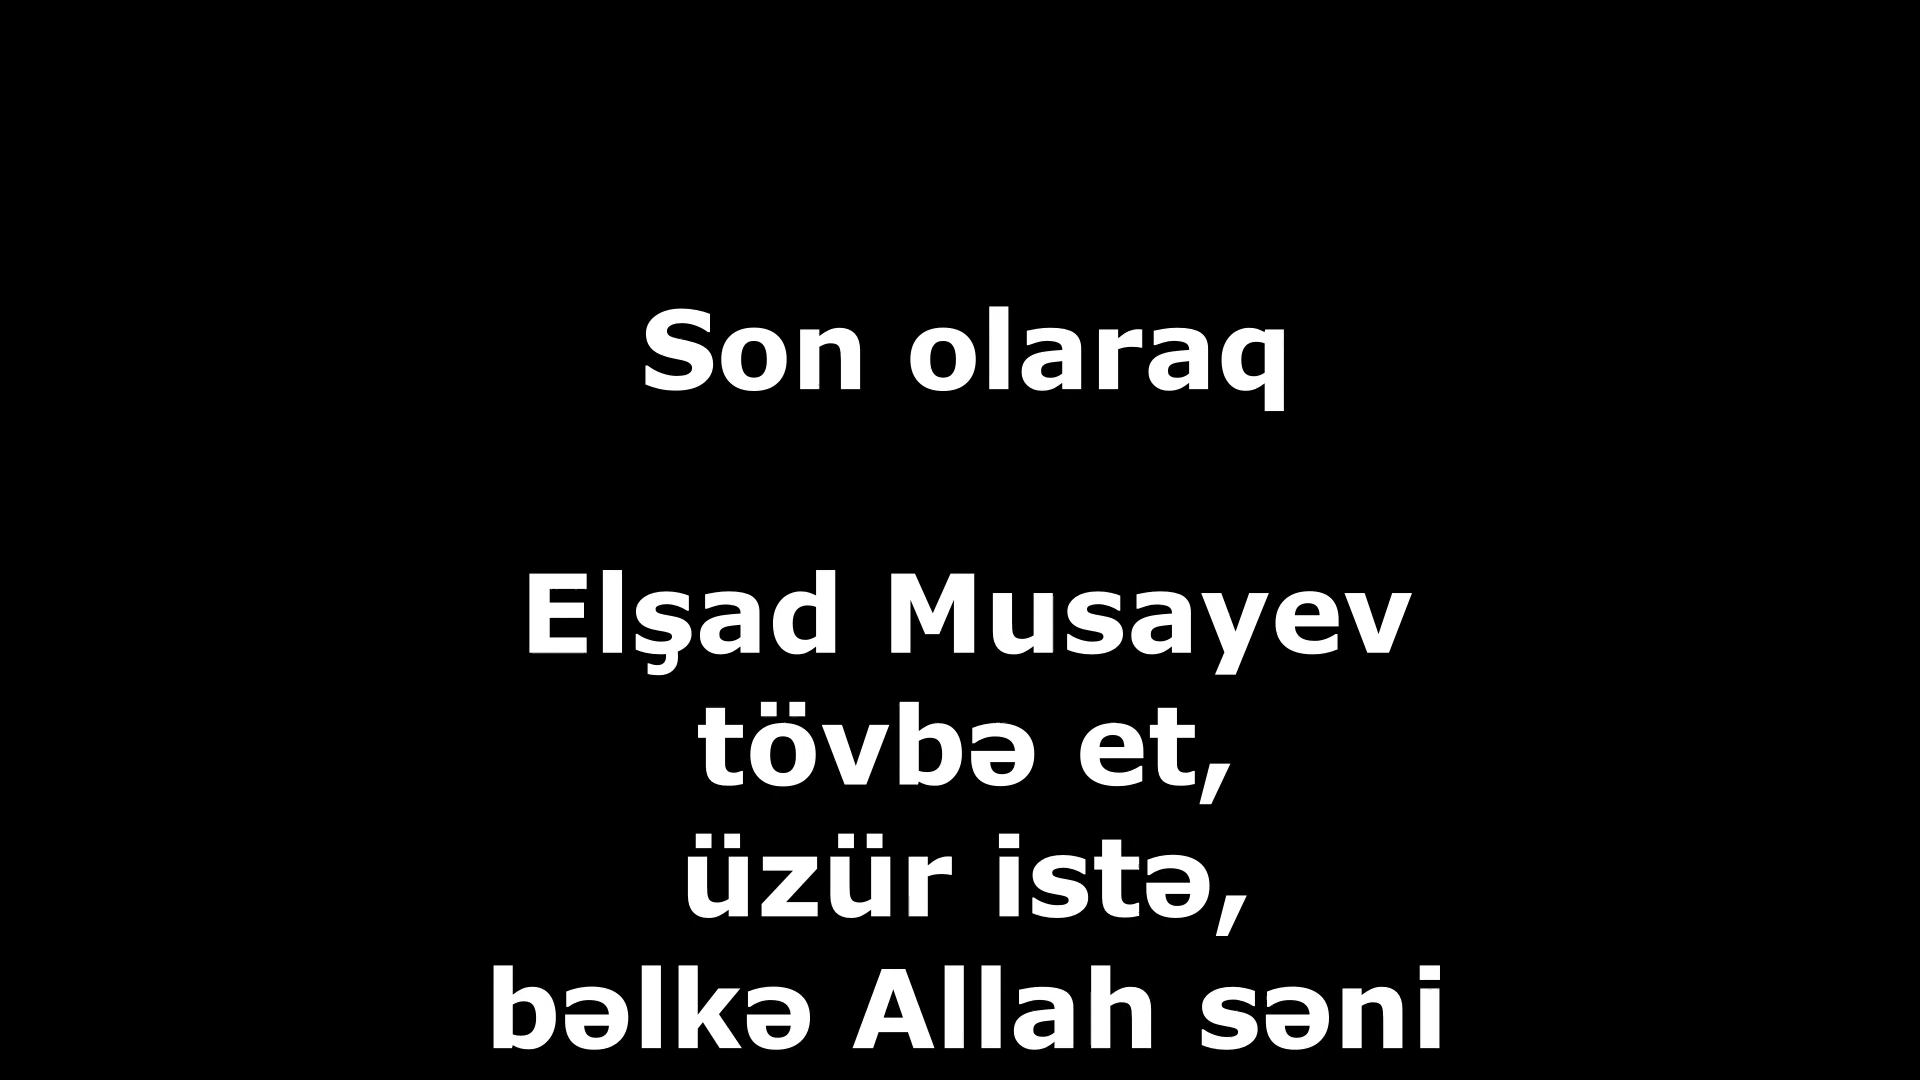 Son olaraq
Elşad Musayev
tövbə et,
üzür istə,
bəlkə Allah səni